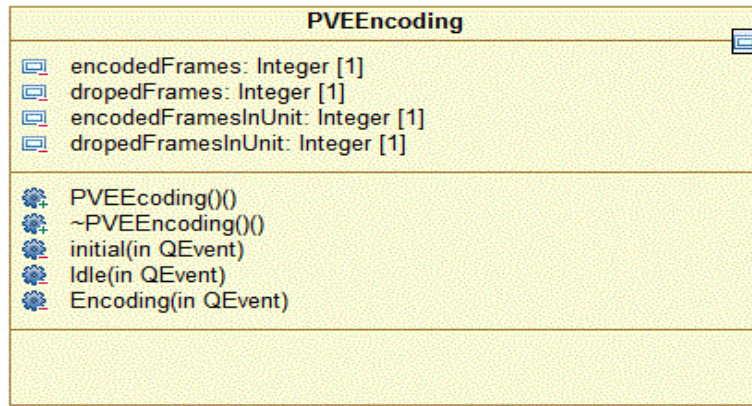 PVEEncoding
encodedFrames: Integer [1]
dropedFrames: Integer [1]
encodedFramesInUnit: Integer [1]
dropedFramesInUnit: Integer [1]
PVEEcoding()()
~PVEEncoding()()
initial(in QEvent)
Idle(in QEvent)
Encoding(in QEvent)